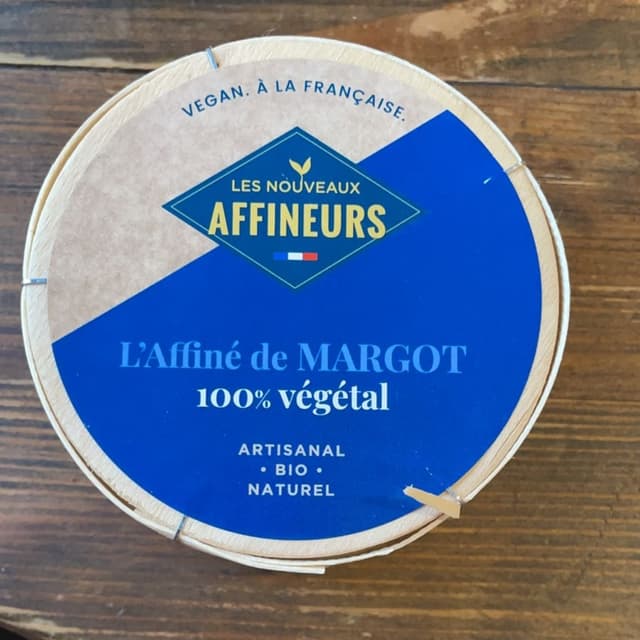 VEGAN. À LA FRANÇAISE.
LES NOUVEAUX
AFFINEURS
L'Affiné de MARGOT
100% végétal
ARTISANAL
• BIO •
NATUREL